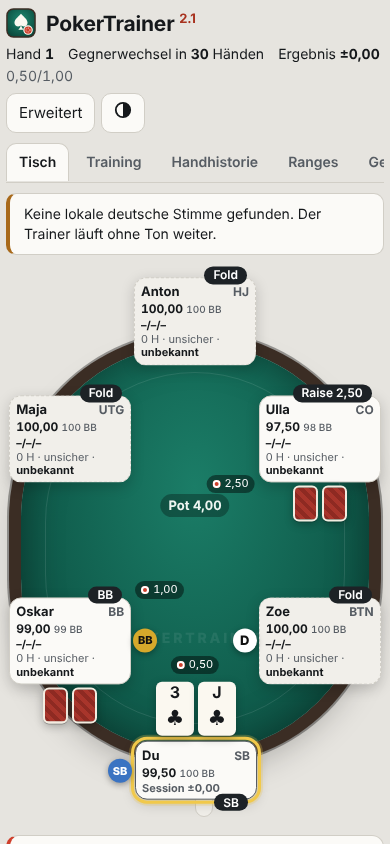 PokerTrainer 2.1
Hand 1 Gegnerwechsel in 30 Händen Ergebnis ±0,00
0,50/1,00
Erweitert
Tisch Training Handhistorie Ranges Ge
Keine lokale deutsche Stimme gefunden. Der
Trainer läuft ohne Ton weiter.
Fold
Anton HJ
100,00 100 BB
–/–/–
0 H · unsicher ·
unbekannt
Fold
Maja UTG
100,00 100 BB
–/–/–
0 H · unsicher ·
unbekannt
Raise 2,50
Ulla CO
97,50 98 BB
–/–/–
0 H · unsicher ·
unbekannt
2,50
Pot 4,00
BB
Oskar BB
99,00 99 BB
–/–/–
0 H · unsicher ·
unbekannt
1,00
BB
ERTRAI
D
Fold
Zoe BTN
100,00 100 BB
–/–/–
0 H · unsicher ·
unbekannt
0,50
3 J
SB
Du SB
99,50 100 BB
Session ±0,00
SB